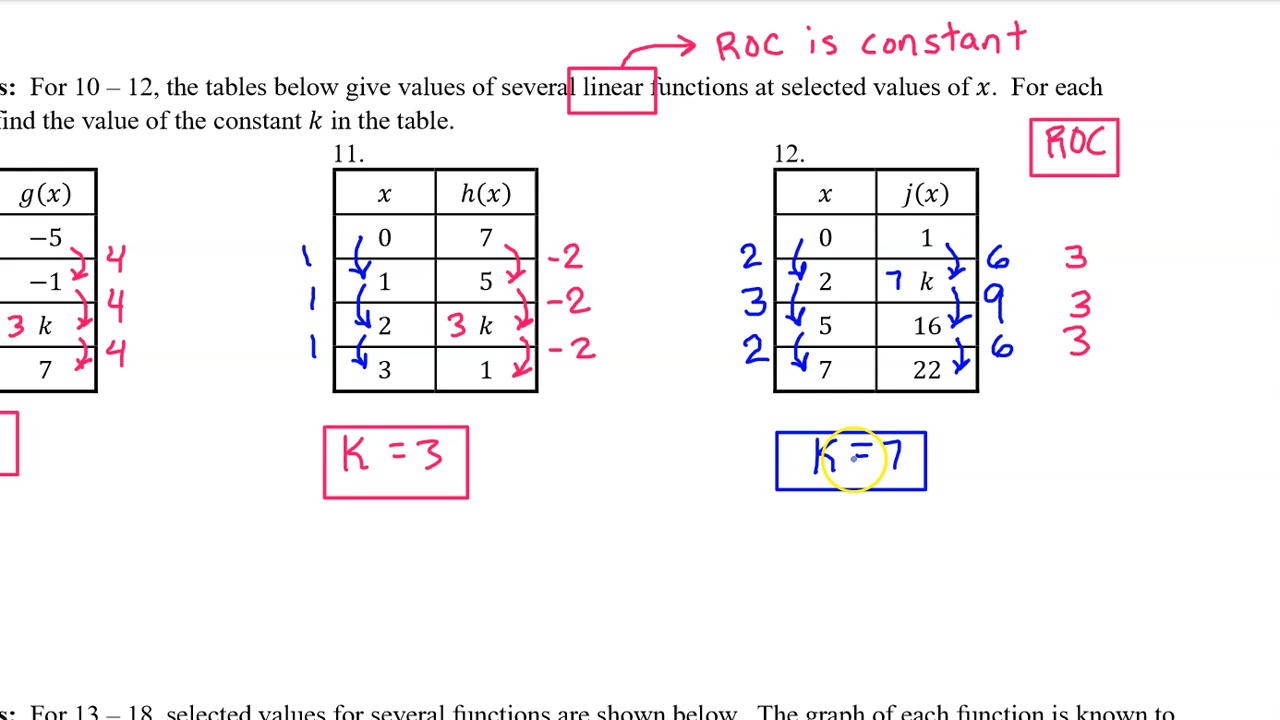 ROC is constant
s: For 10 – 12, the tables below give values of several linear functions at selected values of x. For each
find the value of the constant k in the table.
ROC
11.
12.
g(x)
x h(x)
x j(x)
−5 4
1 0 7 -2
2 0 1 6 3
−1 4
1 1 5 -2
3 2 7 k 9 3
3 k 4
1 2 3 k -2
2 5 16 6 3
7
3 1
7 22
K = 3
K = 7
s: For 13 – 18, selected values for several functions are shown below. The graph of each function is known to